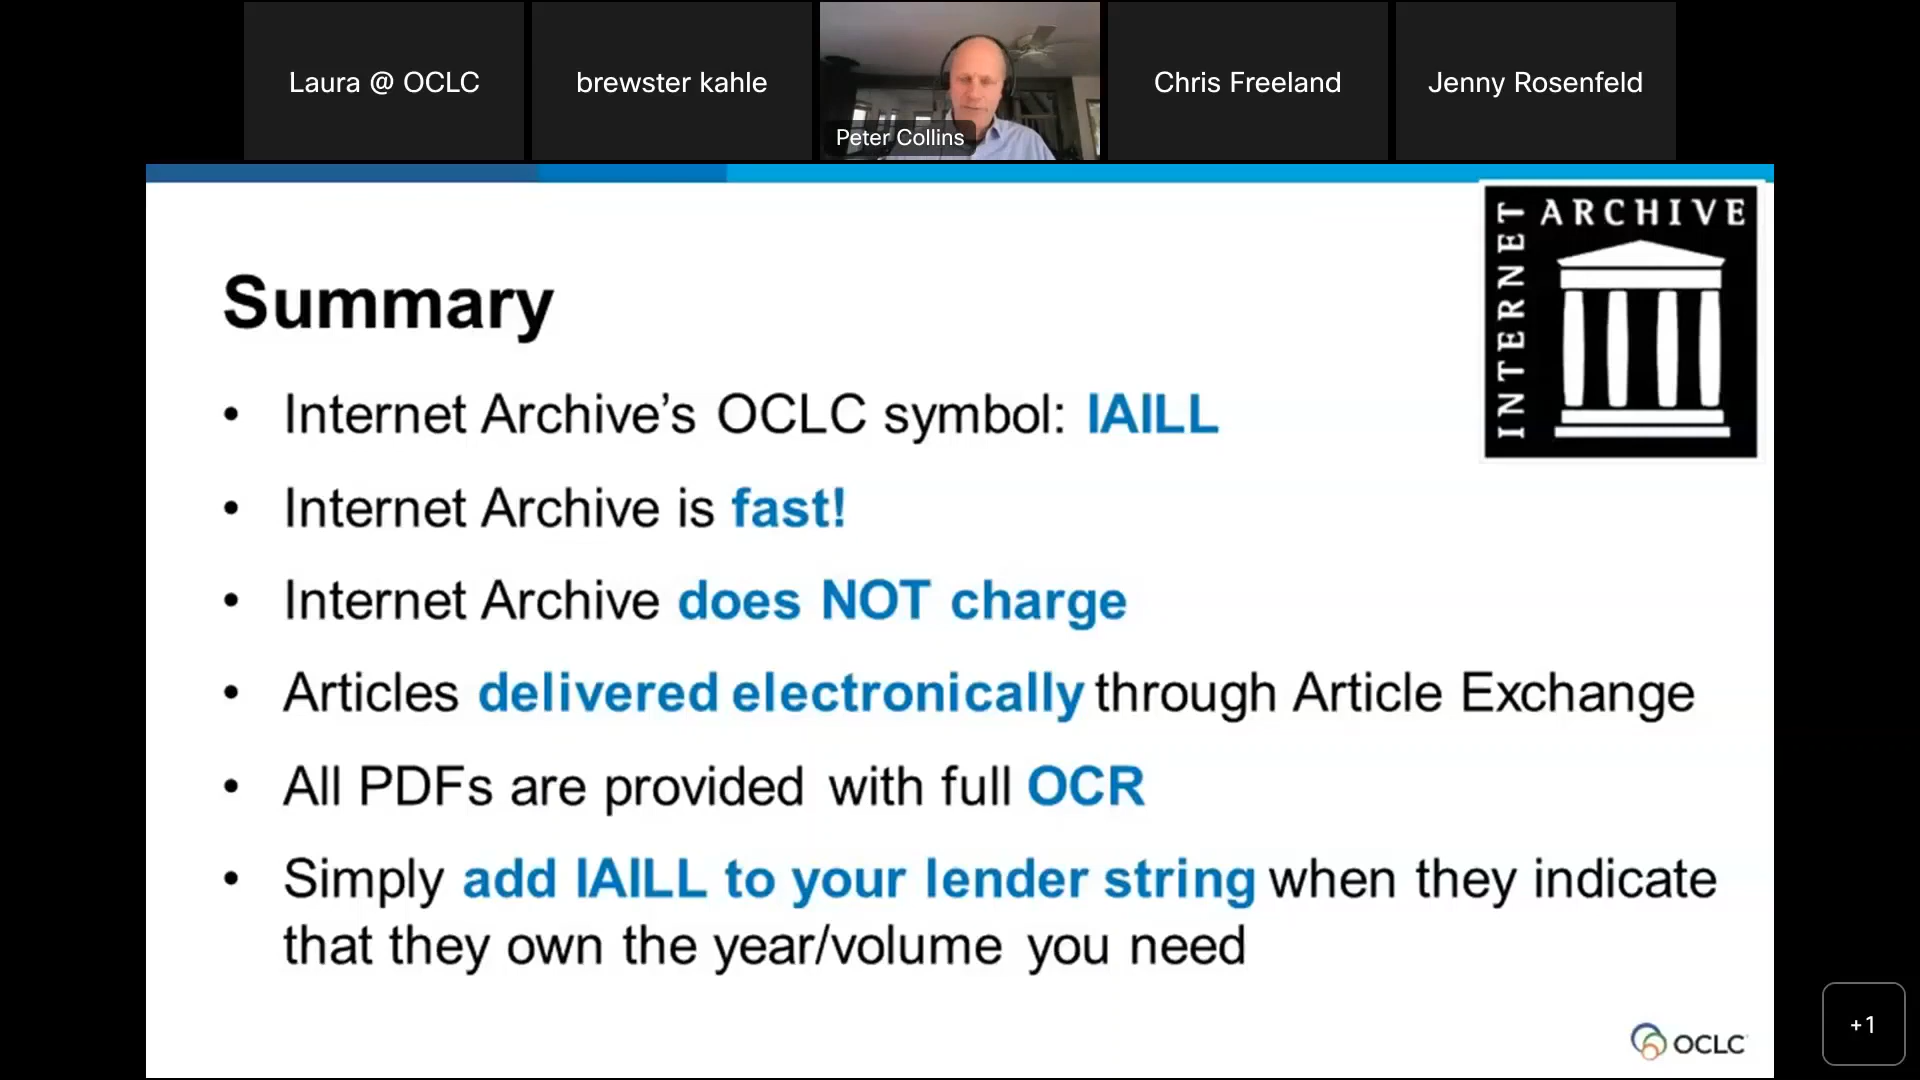 Laura @ OCLC
brewster kahle
Peter Collins
Chris Freeland
Jenny Rosenfeld
INTERNET
ARCHIVE
Summary
• Internet Archive’s OCLC symbol: IAILL
• Internet Archive is fast!
• Internet Archive does NOT charge
• Articles delivered electronically through Article Exchange
• All PDFs are provided with full OCR
• Simply add IAILL to your lender string when they indicate
that they own the year/volume you need
OCLC
+1